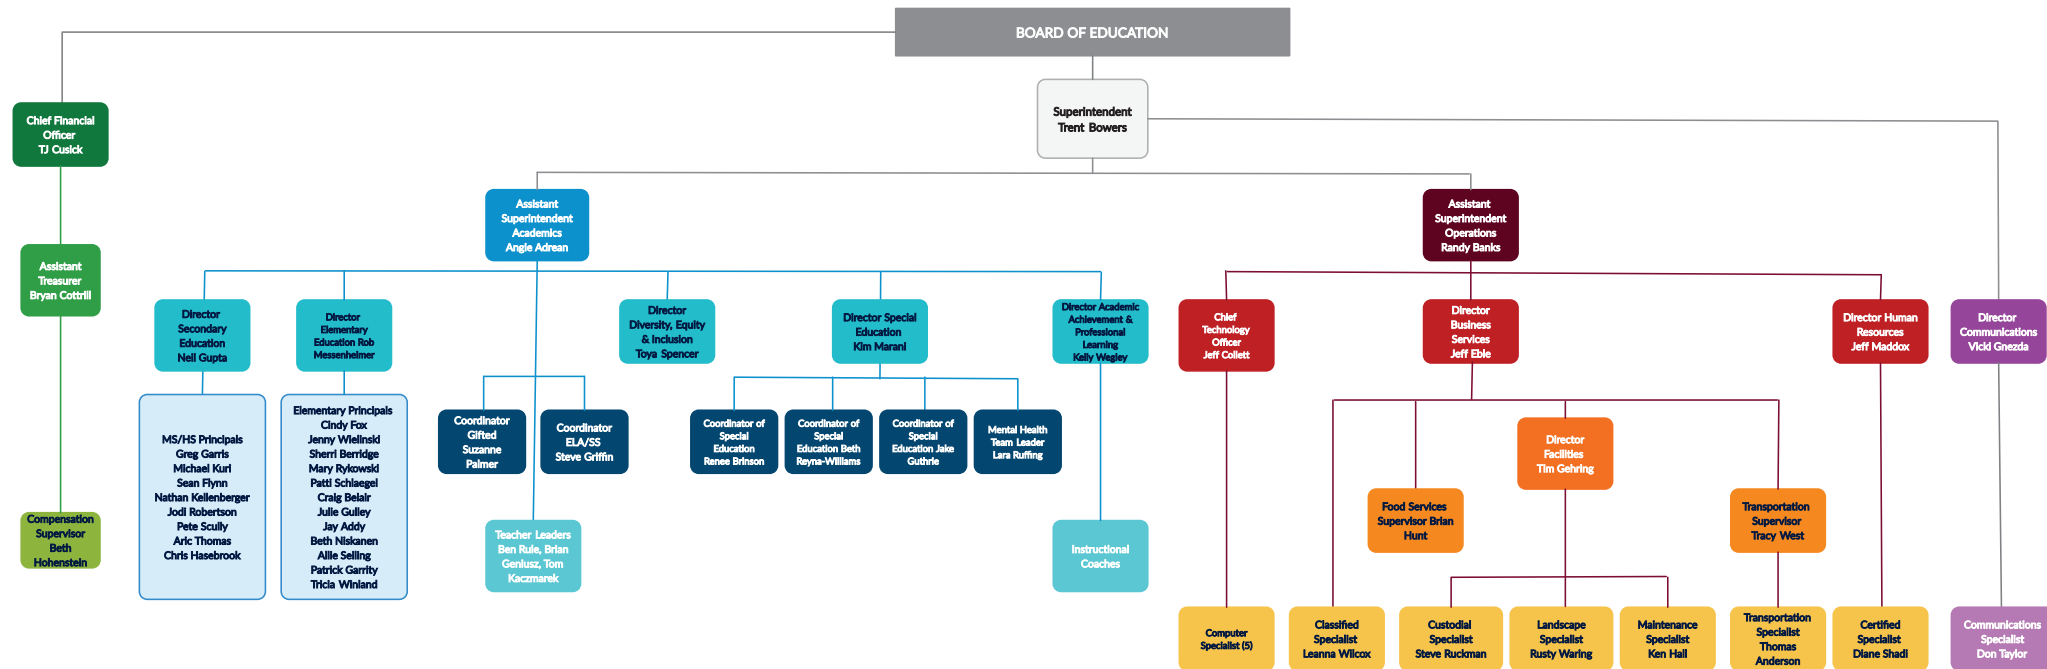 BOARD OF EDUCATION
Superintendent
Trent Bowers
Chief Financial
Officer
TJ Cusick
Assistant
Treasurer
Bryan Cottrill
Compensation
Supervisor
Beth
Hohenstein
Assistant
Superintendent
Academics
Angie Adrean
Assistant
Superintendent
Operations
Randy Banks
Director
Secondary
Education
Neil Gupta
Director
Elementary
Education Rob
Messenheimer
Director
Diversity, Equity
& Inclusion
Toya Spencer
Director Special
Education
Kim Marani
Director Academic
Achievement &
Professional
Learning
Kelly Wegley
Chief
Technology
Officer
Jeff Collett
Director
Business
Services
Jeff Eble
Director Human
Resources
Jeff Maddox
Director
Communications
Vicki Gnezda
MS/HS Principals
Greg Garris
Michael Kuri
Sean Flynn
Nathan Kellenberger
Jodi Robertson
Pete Scully
Aric Thomas
Chris Hasebrook
Elementary Principals
Cindy Fox
Jenny Wielinski
Sherri Berridge
Mary Rykowski
Patti Schlaegel
Craig Belair
Julie Gulley
Jay Addy
Beth Niskanen
Allie Seiling
Patrick Garrity
Tricia Winland
Coordinator
Gifted
Suzanne
Palmer
Coordinator
ELA/SS
Steve Griffin
Teacher Leaders
Ben Rule, Brian
Geniusz, Tom
Kaczmarek
Coordinator of
Special
Education
Renee Brinson
Coordinator of
Special
Education Beth
Reyna-Williams
Coordinator of
Special
Education Jake
Guthrie
Mental Health
Team Leader
Lara Ruffing
Instructional
Coaches
Director
Facilities
Tim Gehring
Food Services
Supervisor Brian
Hunt
Transportation
Supervisor
Tracy West
Computer
Specialist (5)
Classified
Specialist
Leanna Wilcox
Custodial
Specialist
Steve Ruckman
Landscape
Specialist
Rusty Waring
Maintenance
Specialist
Ken Hall
Transportation
Specialist
Thomas
Anderson
Certified
Specialist
Diane Shadi
Communications
Specialist
Don Taylor